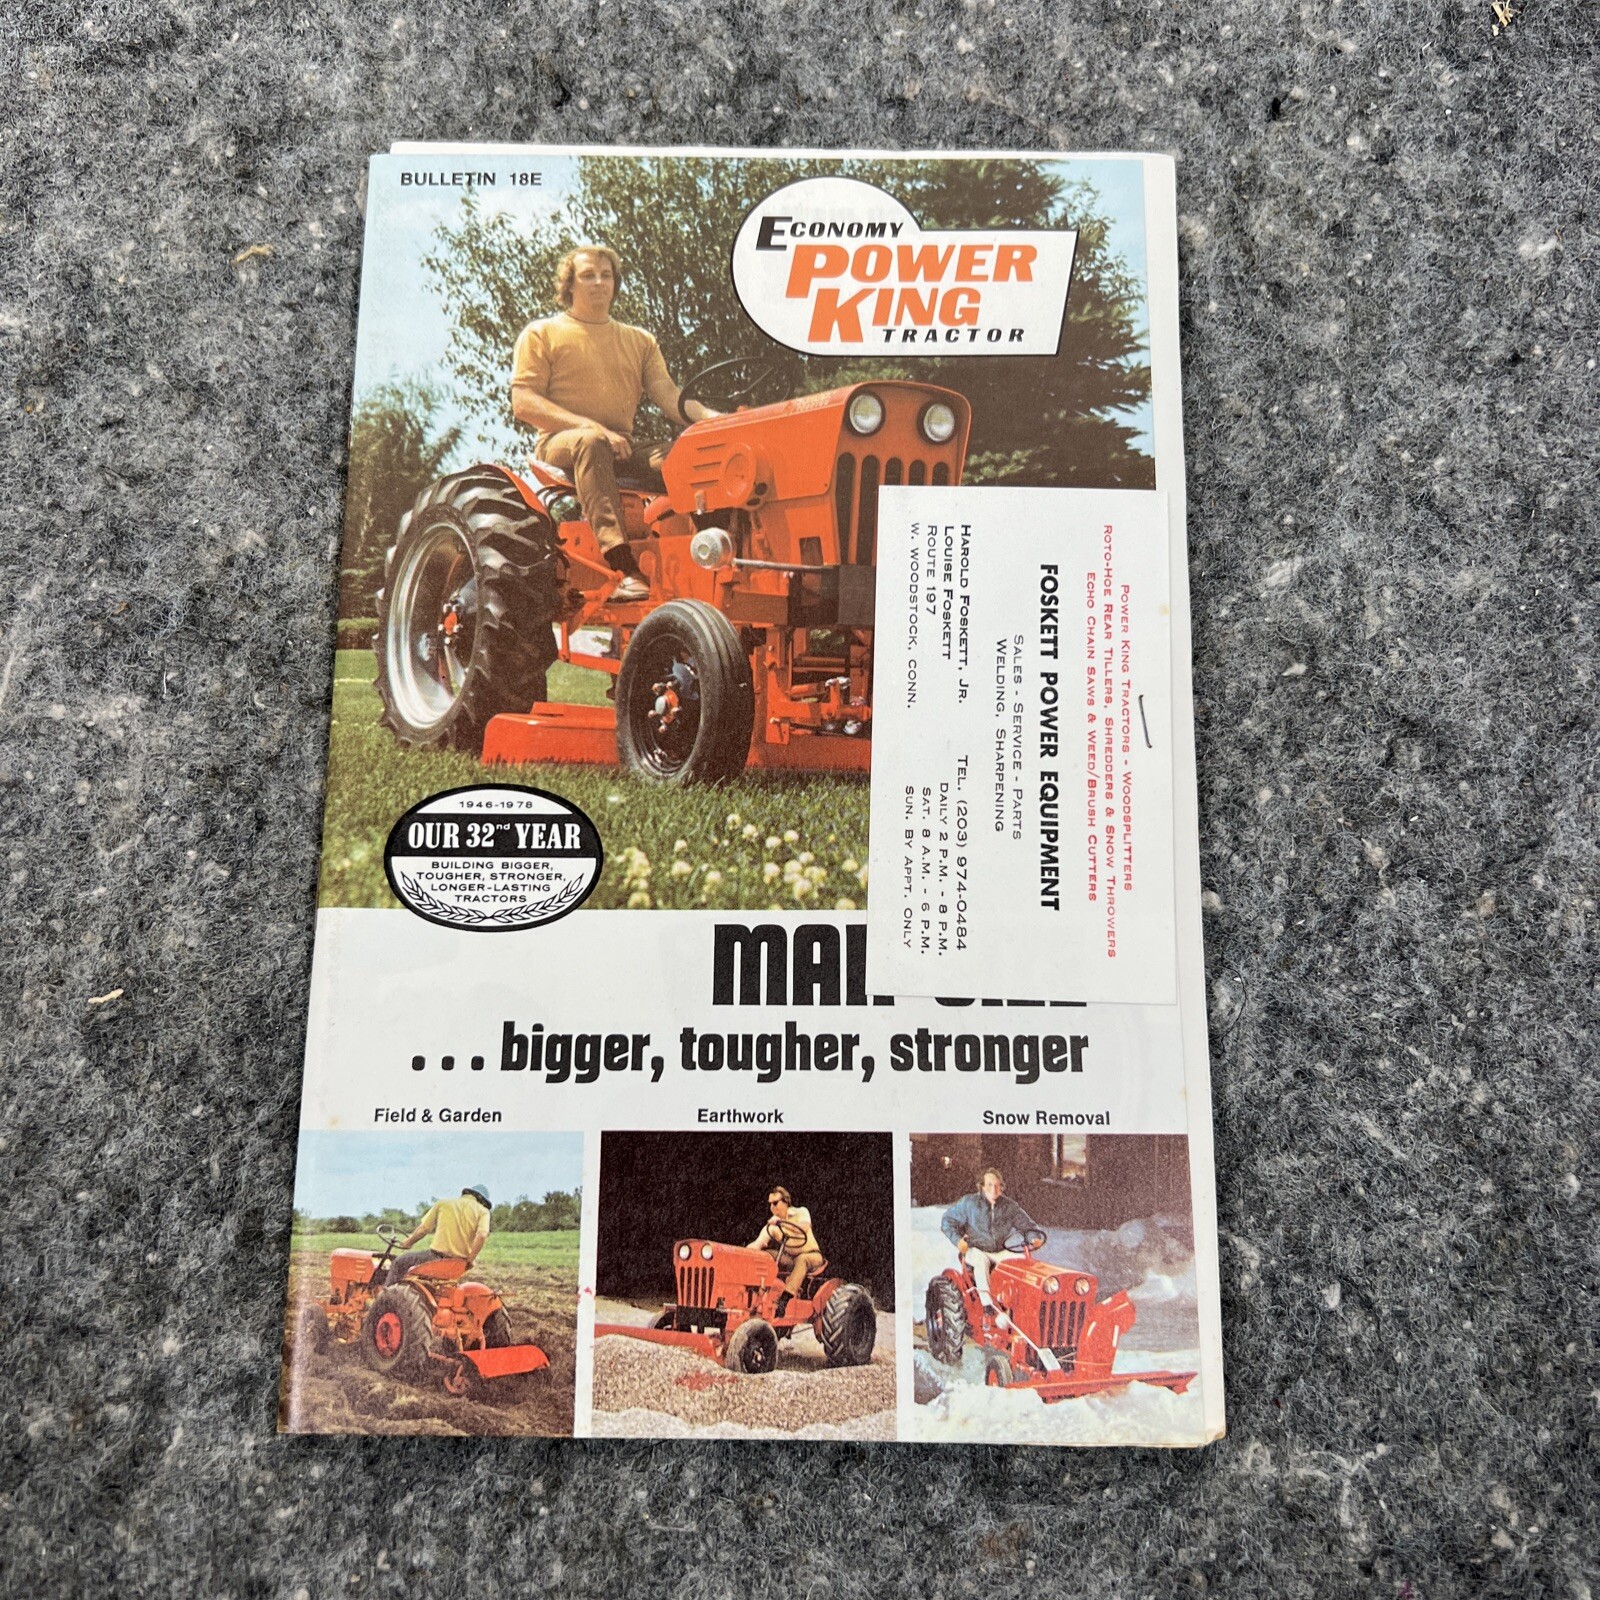 BULLETIN 18E
ECONOMY
POWER
KING
TRACTOR
1946-1978
OUR 32nd YEAR
BUILDING BIGGER,
TOUGHER, STRONGER,
LONGER-LASTING
TRACTORS
...bigger, tougher, stronger
Field & Garden
Earthwork
Snow Removal
POWER KING TRACTORS - WOODSPLITTERS
ROTO-HOE REAR TILLERS, SHREDDERS & SNOW THROWERS
ECHO CHAIN SAWS & WEED/BRUSH CUTTERS
FOSKETT POWER EQUIPMENT
SALES - SERVICE - PARTS
WELDING, SHARPENING
HAROLD FOSKETT, JR.
LOUISE FOSKETT
ROUTE 197
W. WOODSTOCK, CONN.
TEL. (203) 974-0484
DAILY 2 P.M. - 8 P.M.
SAT. 8 A.M. - 6 P.M.
SUN. BY APPT. ONLY